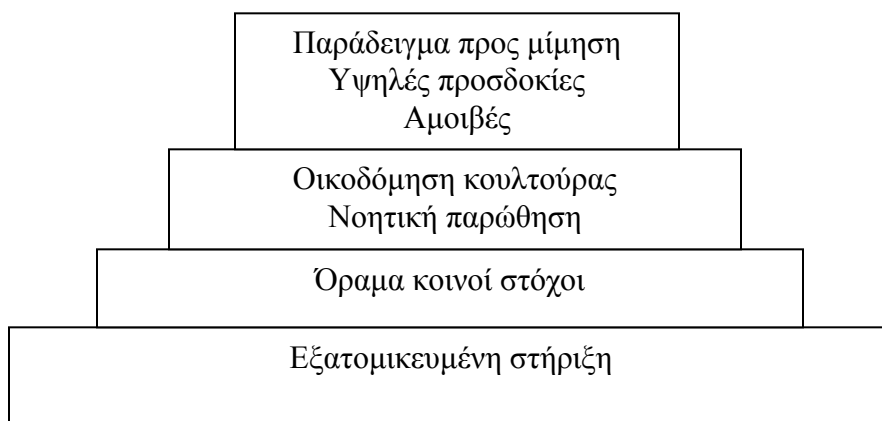 Παράδειγμα προς μίμηση
Υψηλές προσδοκίες
Αμοιβές
Οικοδόμηση κουλτούρας
Νοητική παρώθηση
Όραμα κοινοί στόχοι
Εξατομικευμένη στήριξη